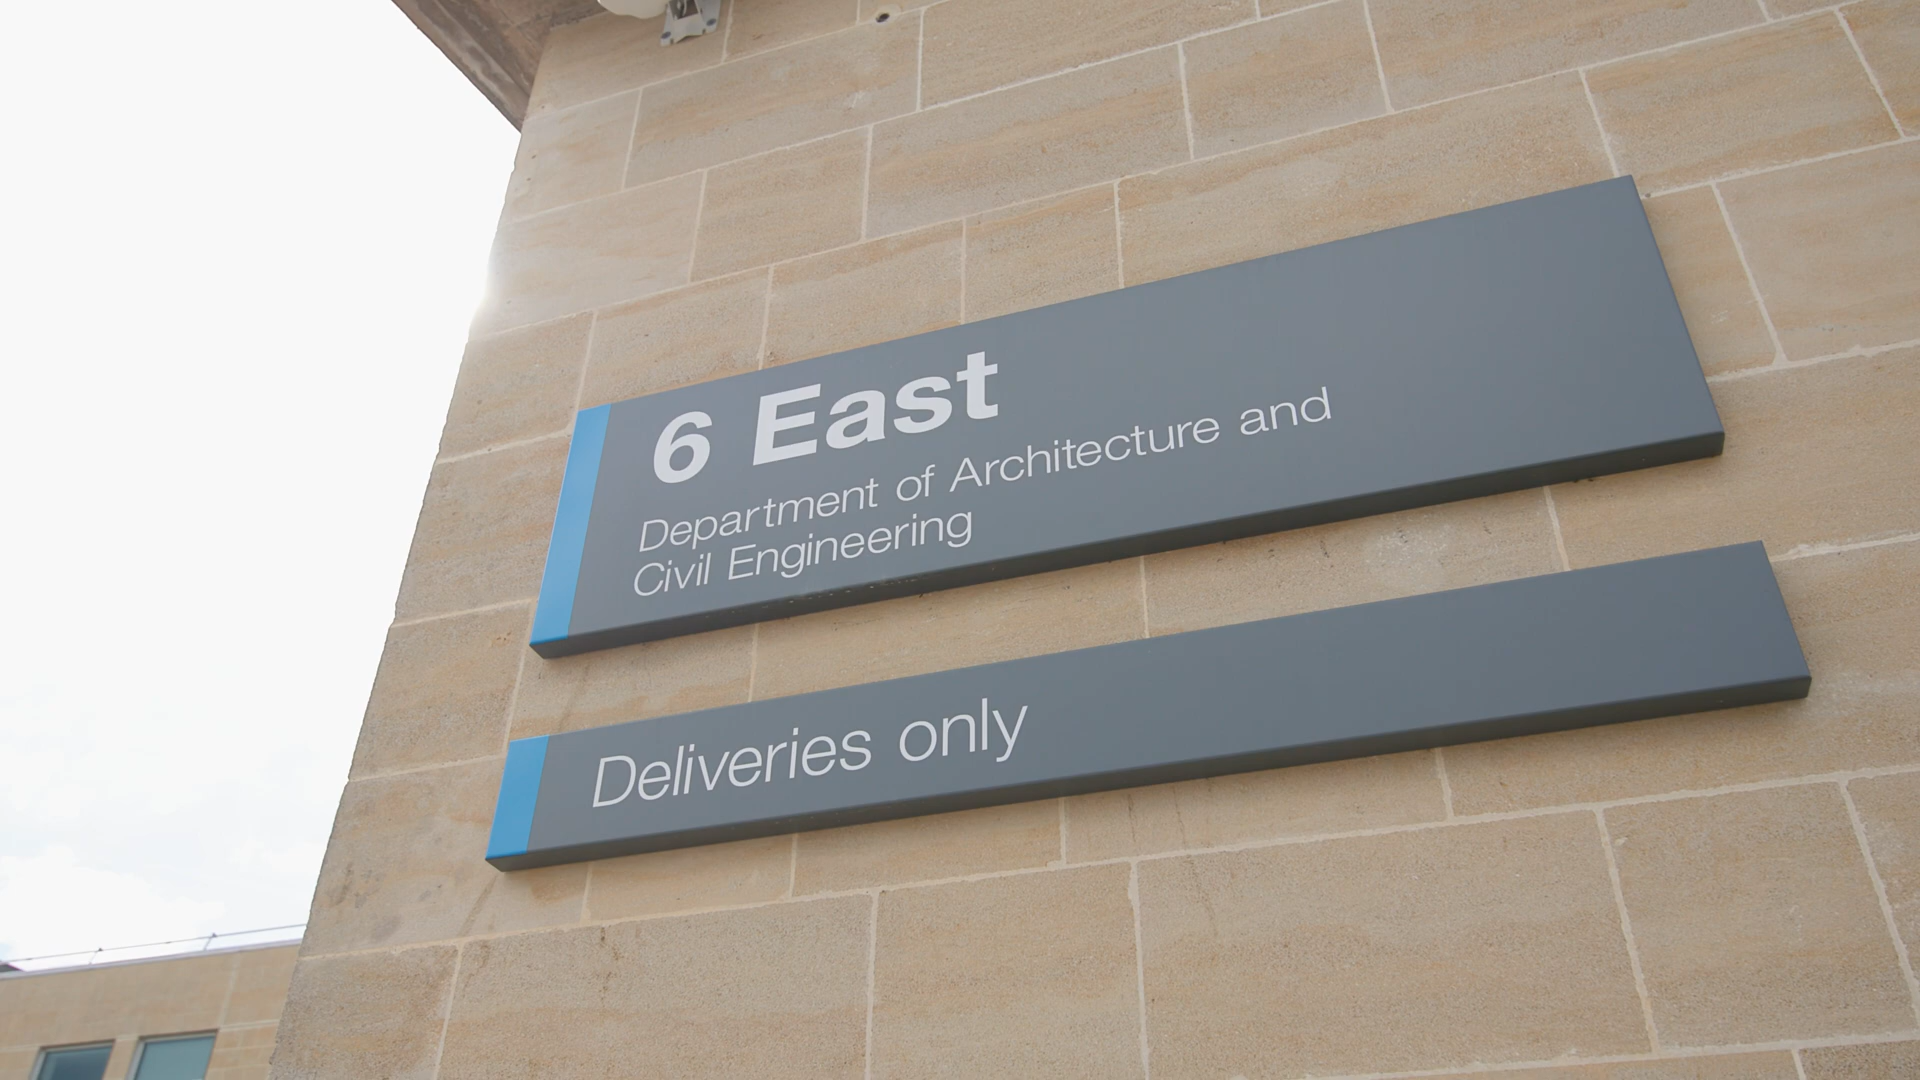 6 East
Department of Architecture and
Civil Engineering
Deliveries only